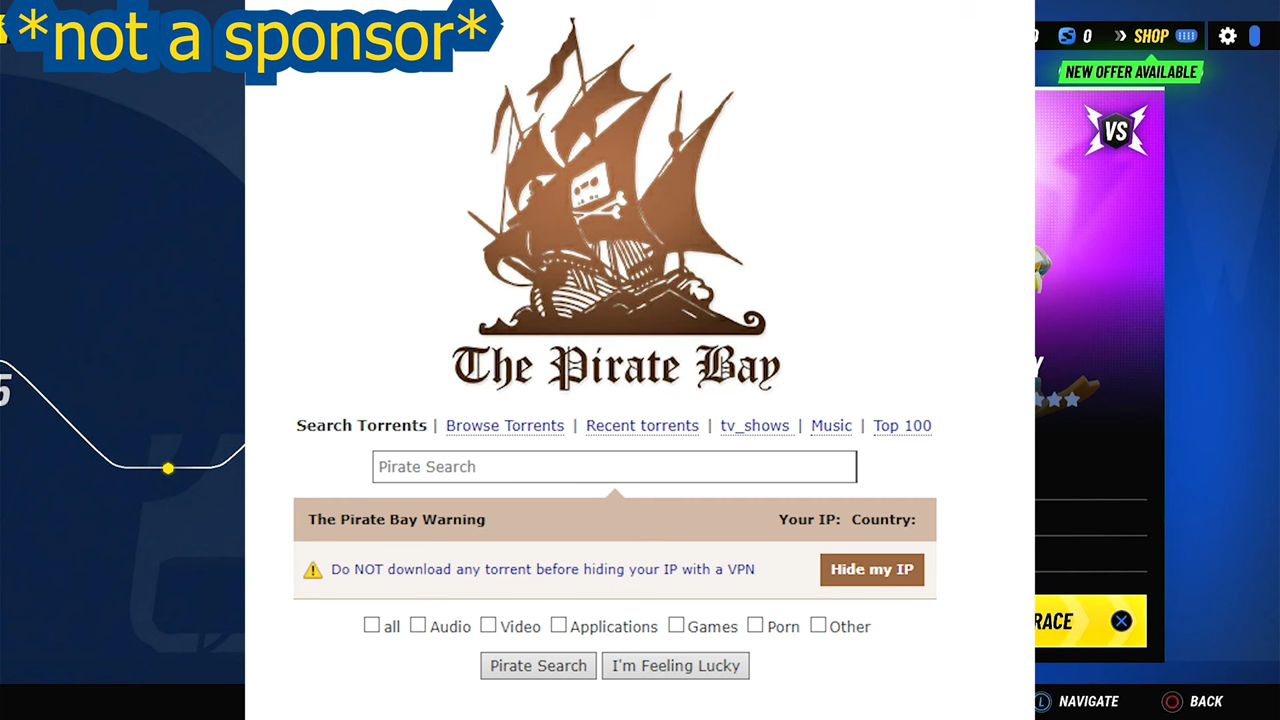 *not a sponsor*
0 SHOP
NEW OFFER AVAILABLE
VS
The Pirate Bay
Search Torrents | Browse Torrents | Recent torrents | tv_shows | Music | Top 100
Pirate Search
The Pirate Bay Warning Your IP: Country:
Do NOT download any torrent before hiding your IP with a VPN Hide my IP
all Audio Video Applications Games Porn Other
RACE
Pirate Search I'm Feeling Lucky
L NAVIGATE BACK